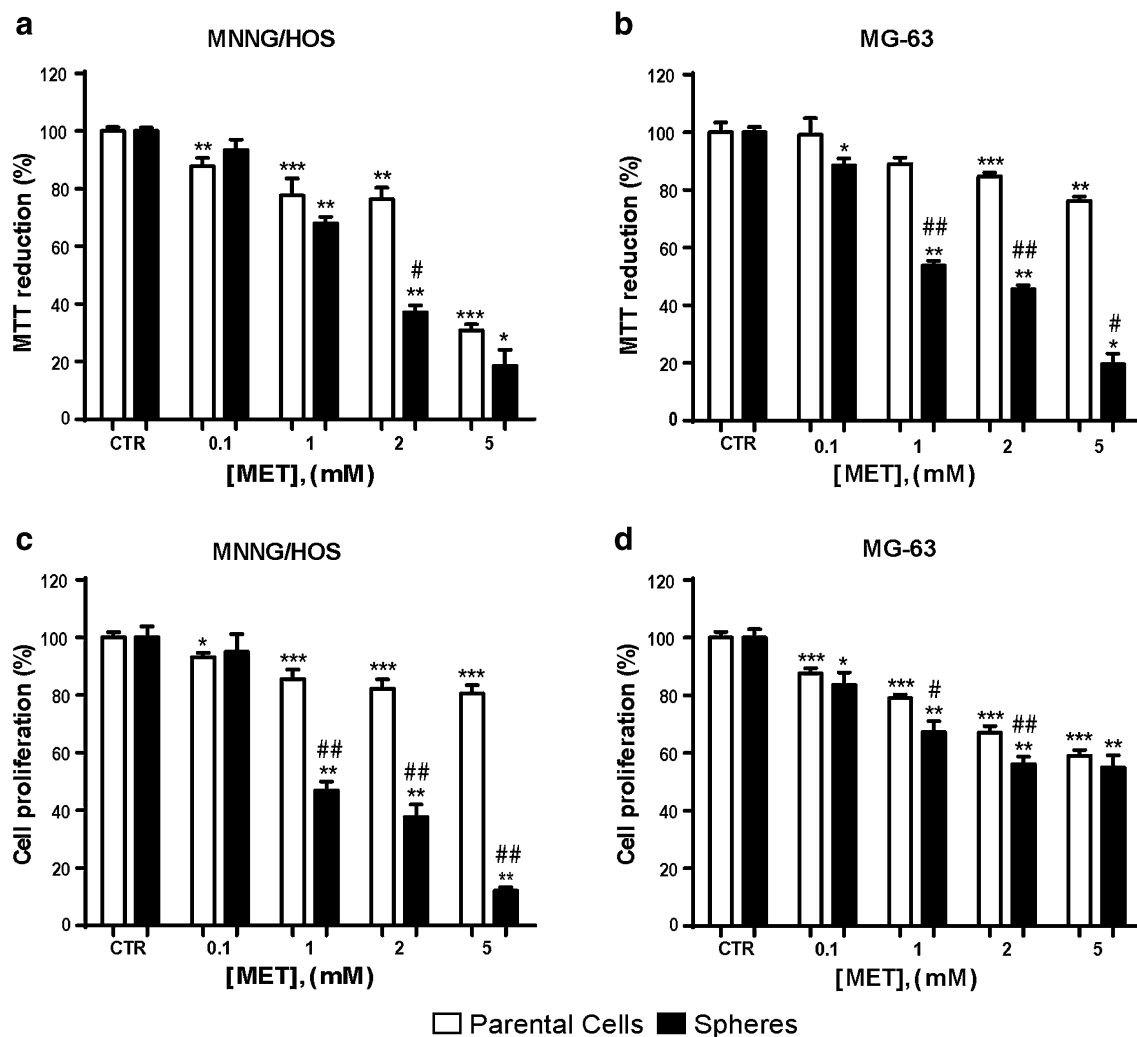 a
MNNG/HOS
MTT reduction (%)
120
100
80
60
40
20
0
** *** ** ** # ** *** *
CTR 0.1 1 2 5
[MET], (mM)
b
MG-63
MTT reduction (%)
120
100
80
60
40
20
0
* ## ** *** ## ** ** # *
CTR 0.1 1 2 5
[MET], (mM)
c
MNNG/HOS
Cell proliferation (%)
120
100
80
60
40
20
0
* *** ## ** *** ## ** *** ## **
CTR 0.1 1 2 5
[MET], (mM)
d
MG-63
Cell proliferation (%)
120
100
80
60
40
20
0
*** * *** # ** *** ## ** *** **
CTR 0.1 1 2 5
[MET], (mM)
Parental Cells Spheres